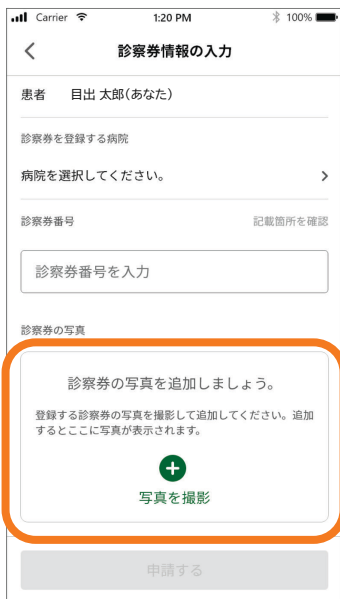 Carrier 1:20 PM 100%
診察券情報の入力
患者 目出 太郎(あなた)
診察券を登録する病院
病院を選択してください。
診察券番号 記載箇所を確認
診察券番号を入力
診察券の写真
診察券の写真を追加しましょう。
登録する診察券の写真を撮影して追加してください。追加
するとここに写真が表示されます。
写真を撮影
申請する